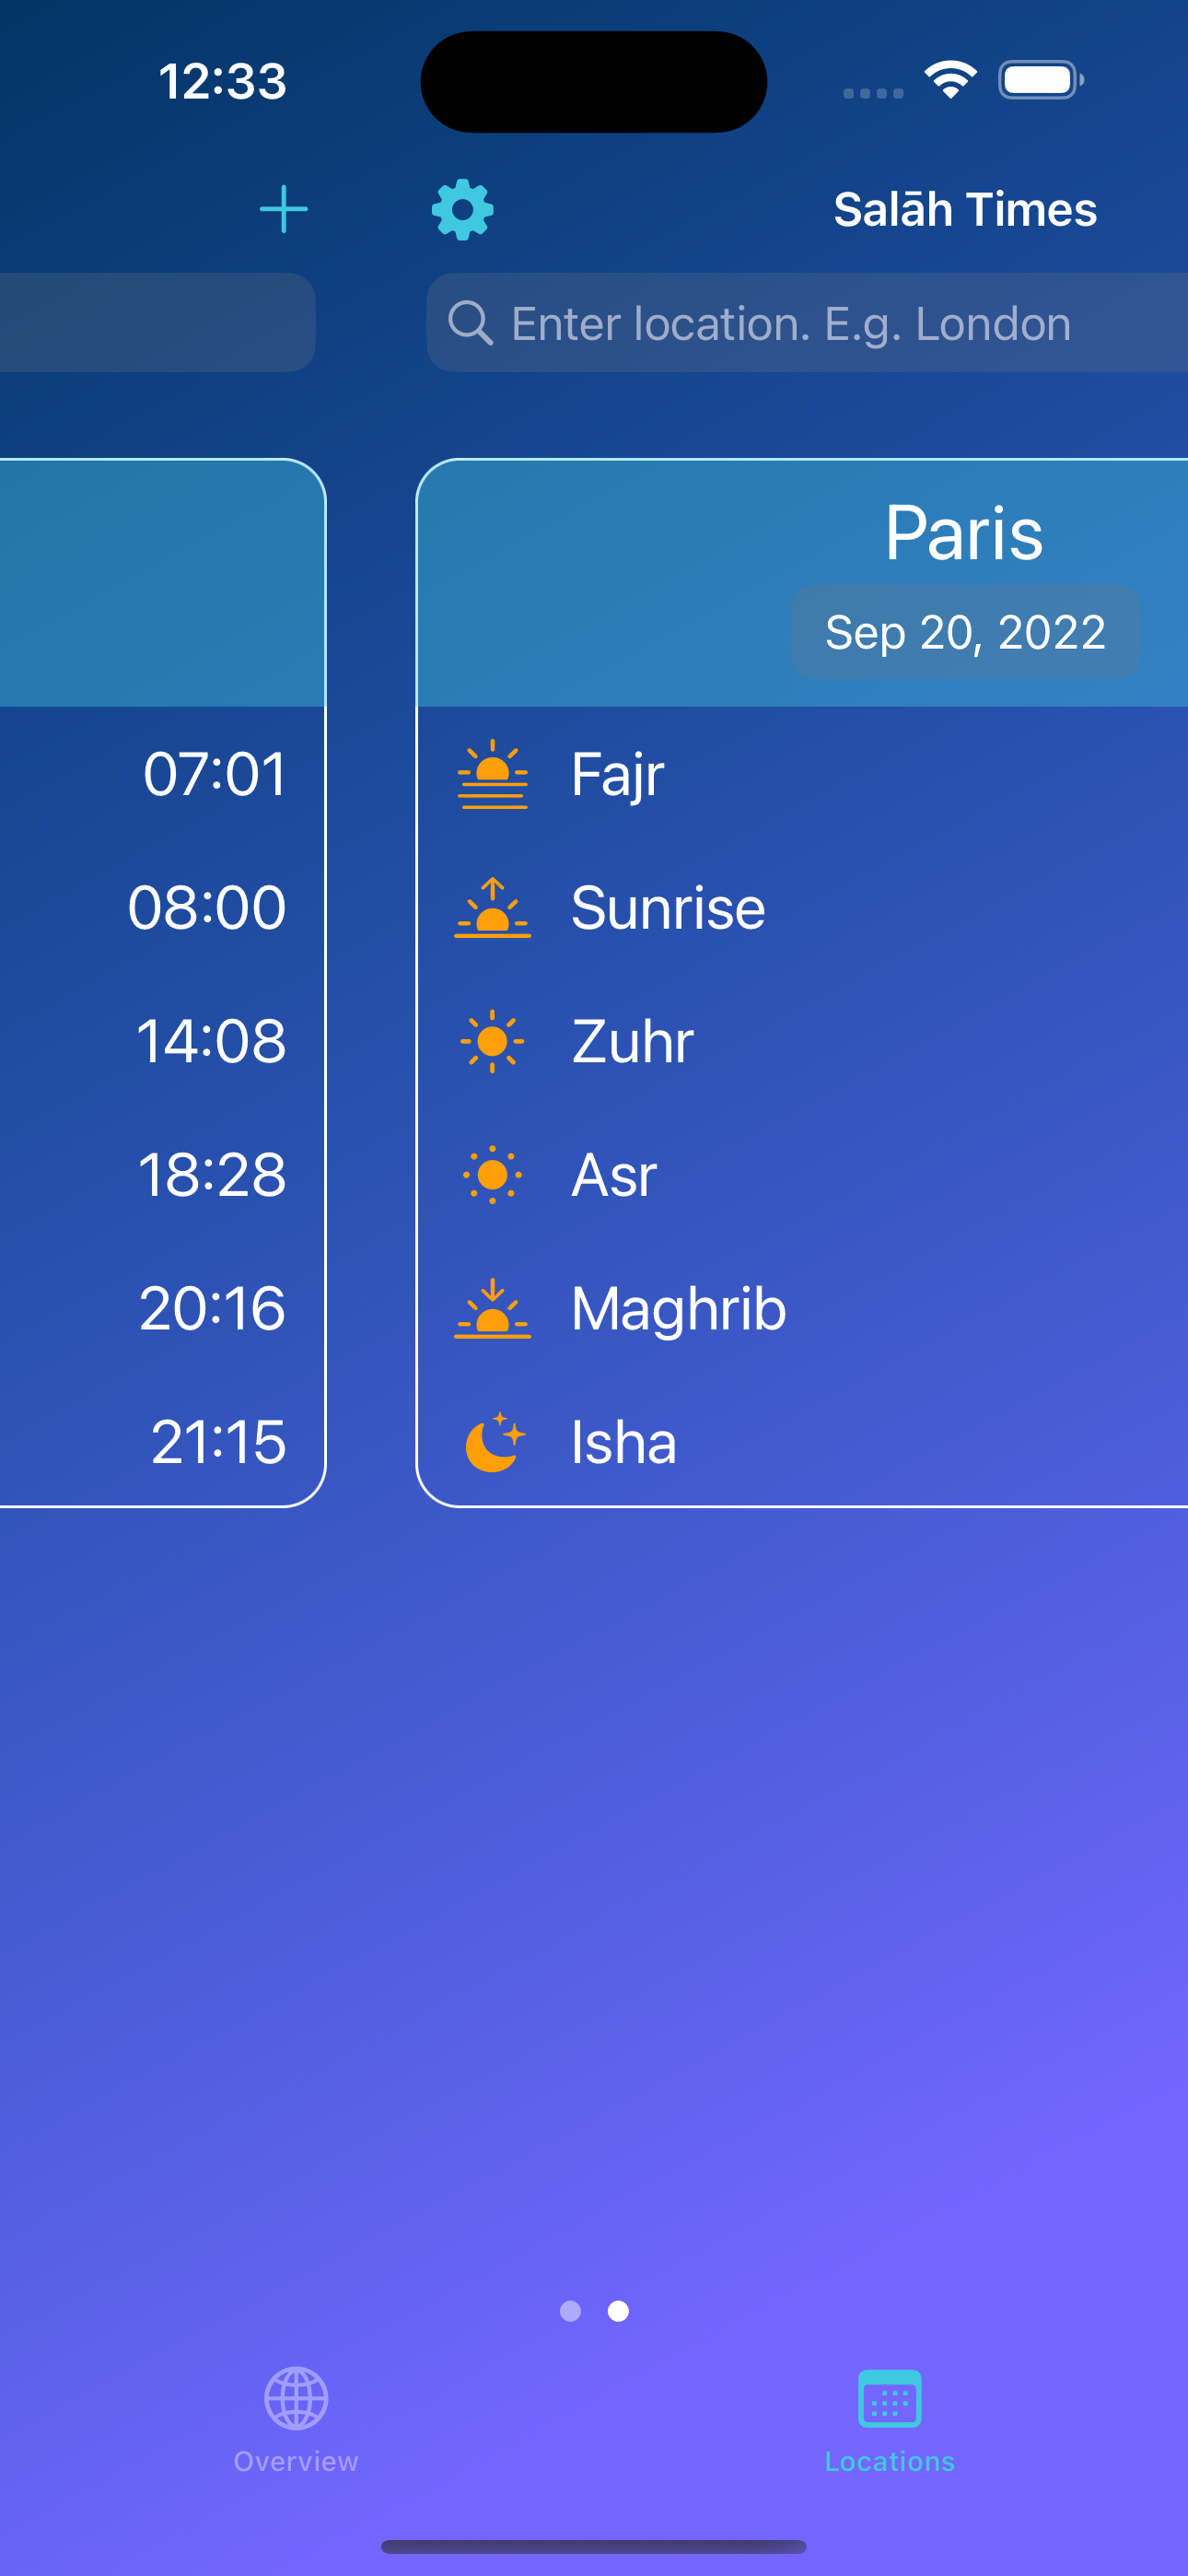 12:33
Salāh Times
Enter location. E.g. London
Paris
Sep 20, 2022
07:01
08:00
14:08
18:28
20:16
21:15
Fajr
Sunrise
Zuhr
Asr
Maghrib
Isha
Overview
Locations